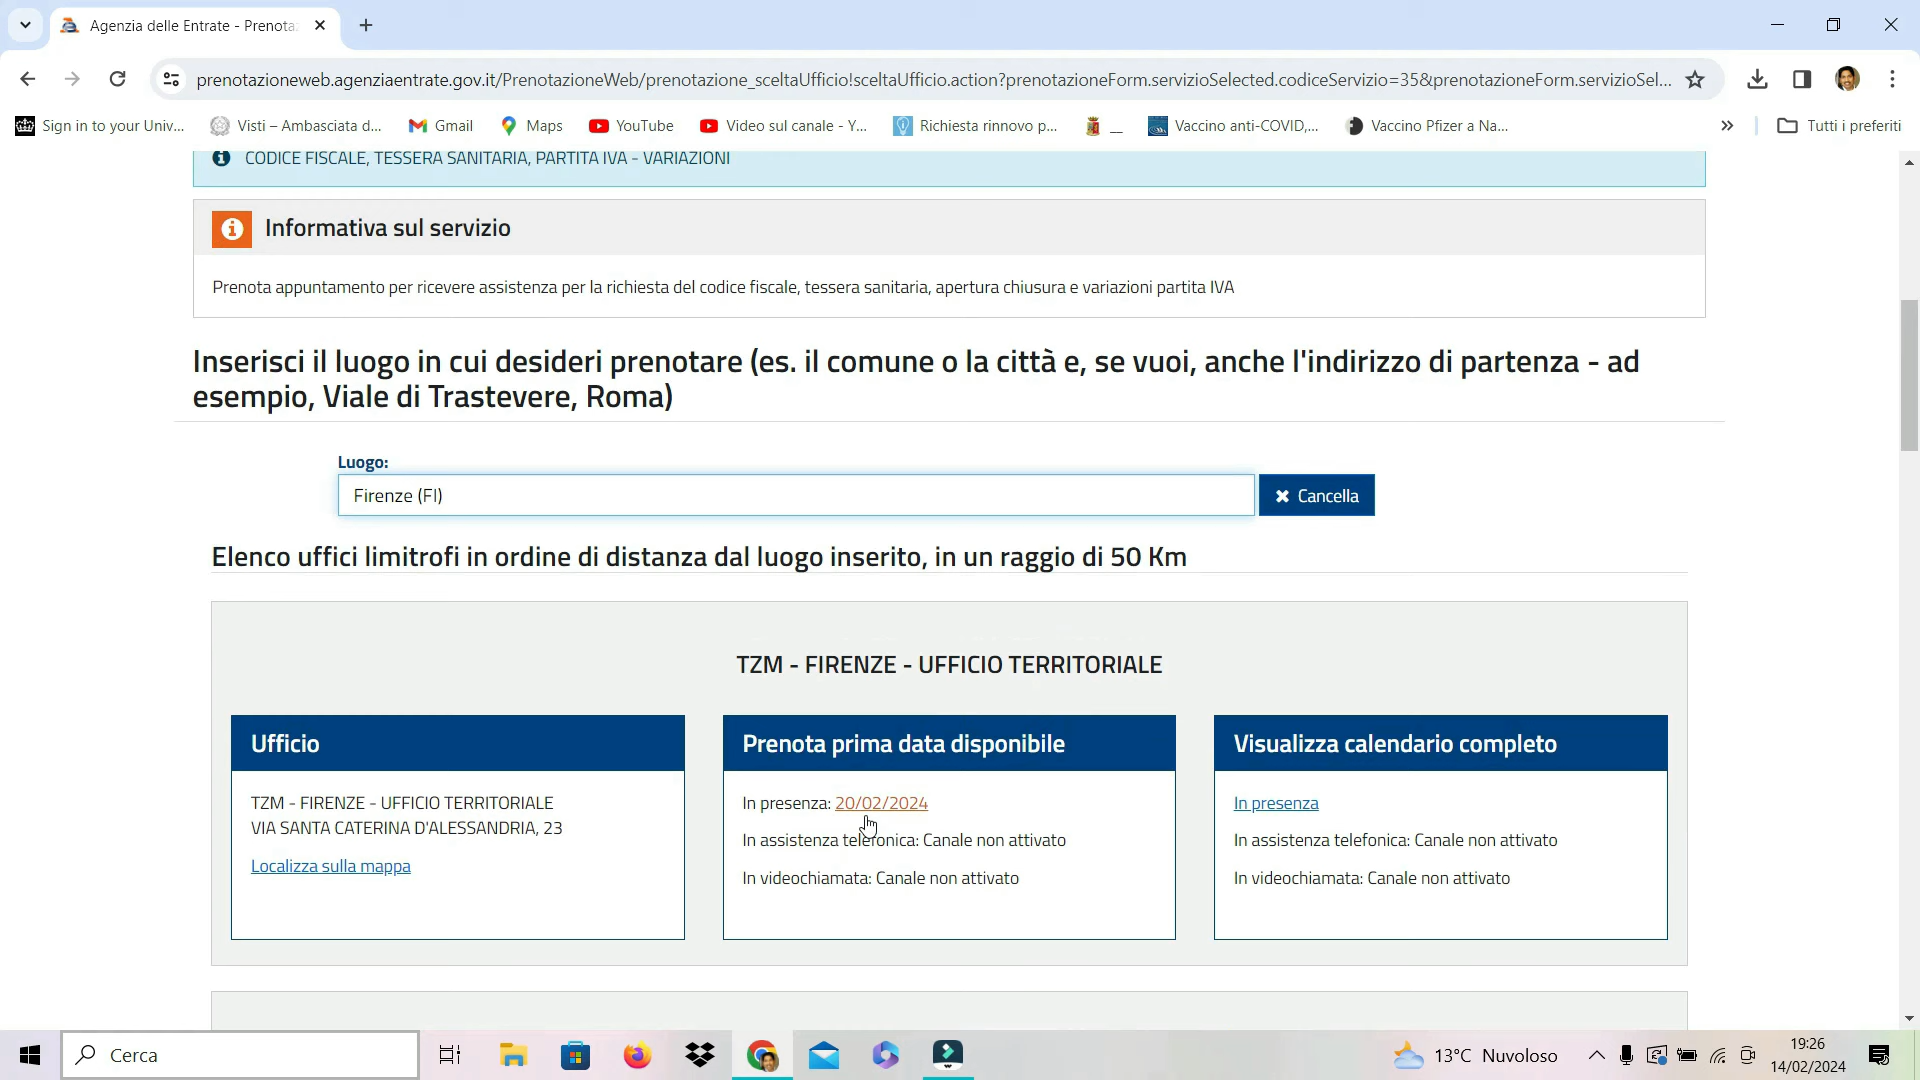 Agenzia delle Entrate - Prenota
prenotazioneweb.agenziaentrate.gov.it/PrenotazioneWeb/prenotazione_sceltaUfficio!sceltaUfficio.action?prenotazioneForm.servizioSelected.codiceServizio=35&prenotazioneForm.servizioSel...
Sign in to your Univ...
Visti – Ambasciata d...
Gmail
Maps
YouTube
Video sul canale - Y...
Richiesta rinnovo p...
__
Vaccino anti-COVID,...
Vaccino Pfizer a Na...
»
Tutti i preferiti
CODICE FISCALE, TESSERA SANITARIA, PARTITA IVA - VARIAZIONI
Informativa sul servizio
Prenota appuntamento per ricevere assistenza per la richiesta del codice fiscale, tessera sanitaria, apertura chiusura e variazioni partita IVA
Inserisci il luogo in cui desideri prenotare (es. il comune o la città e, se vuoi, anche l'indirizzo di partenza - ad
esempio, Viale di Trastevere, Roma)
Luogo:
Firenze (FI)
Cancella
Elenco uffici limitrofi in ordine di distanza dal luogo inserito, in un raggio di 50 Km
TZM - FIRENZE - UFFICIO TERRITORIALE
Ufficio
TZM - FIRENZE - UFFICIO TERRITORIALE
VIA SANTA CATERINA D'ALESSANDRIA, 23
Localizza sulla mappa
Prenota prima data disponibile
In presenza: 20/02/2024
In assistenza telefonica: Canale non attivato
In videochiamata: Canale non attivato
Visualizza calendario completo
In presenza
In assistenza telefonica: Canale non attivato
In videochiamata: Canale non attivato
Cerca
13°C Nuvoloso
19:26
14/02/2024